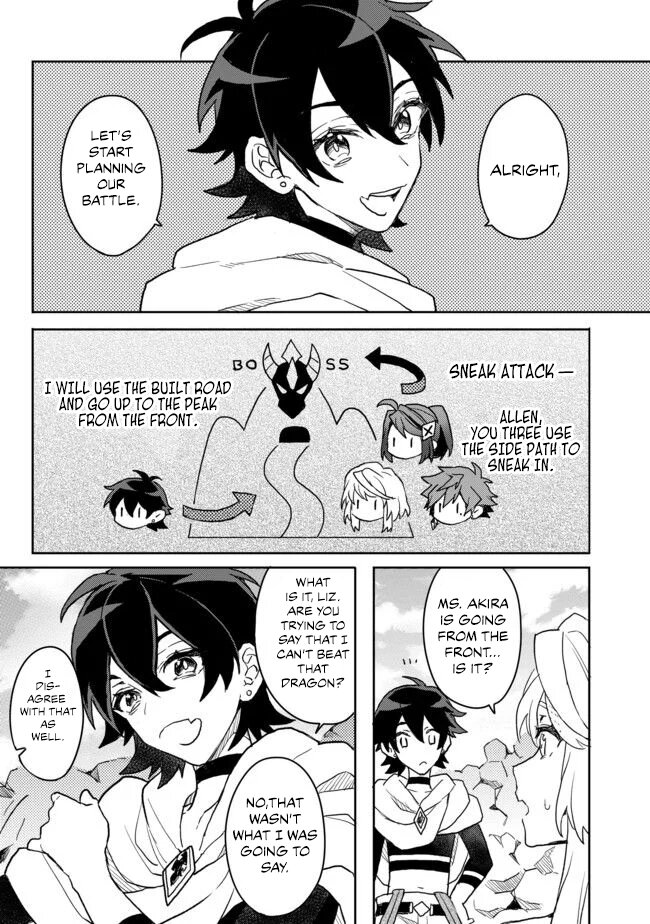 ALRIGHT,
LET'S
START
PLANNING
OUR
BATTLE.
SNEAK ATTACK —
ALLEN,
YOU THREE USE
THE SIDE PATH TO
SNEAK IN.
BO SS
I WILL USE THE BUILT ROAD
AND GO UP TO THE PEAK
FROM THE FRONT.
MS. AKIRA
IS GOING
FROM THE
FRONT...
IS IT?
WHAT
IS IT, LIZ.
ARE YOU
TRYING TO
SAY THAT I
CAN'T BEAT
THAT
DRAGON?
I
DIS-
AGREE
WITH THAT
AS
WELL.
NO,THAT
WASN'T
WHAT I WAS
GOING TO
SAY.